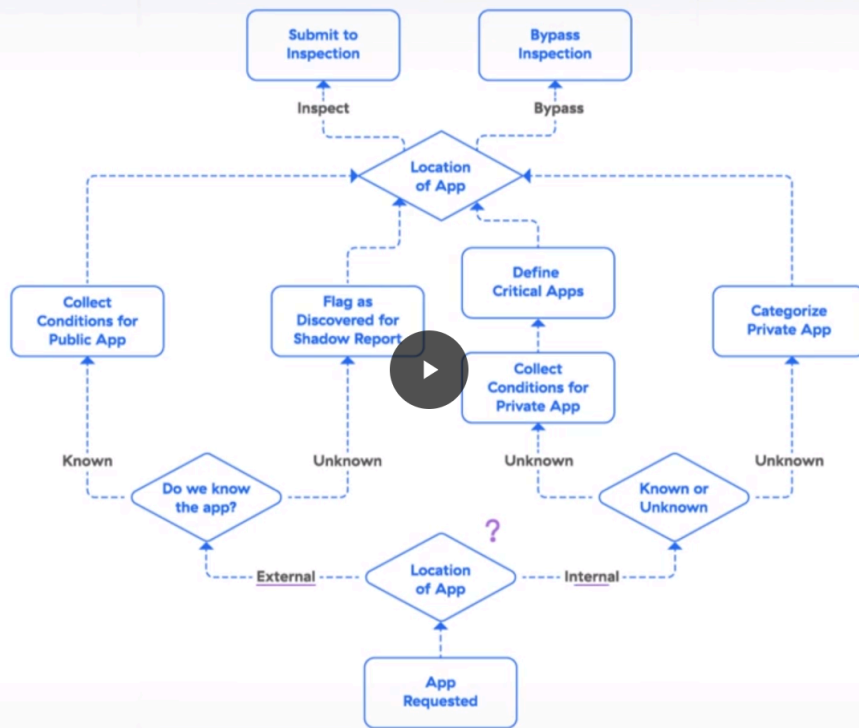 Submit to
Inspection
Bypass
Inspection
Inspect
Bypass
Location
of App
Collect
Conditions for
Public App
Flag as
Discovered for
Shadow Report
Define
Critical Apps
Categorize
Private App
Collect
Conditions for
Private App
Known
Unknown
Unknown
Unknown
Do we know
the app?
Known or
Unknown
?
External
Location
of App
Internal
App
Requested